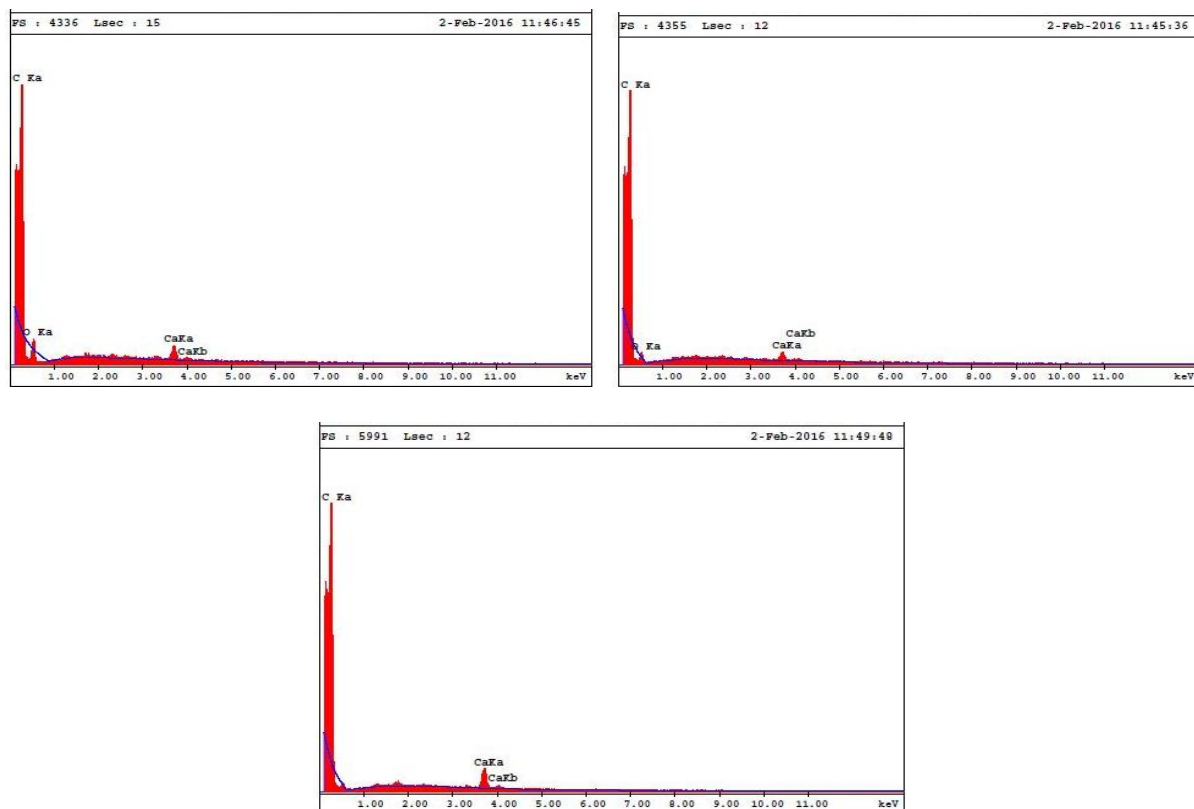 FS : 4336 Lsec : 15 2-Feb-2016 11:46:45
C Ka
O Ka
CaKa
CaKb
1.00 2.00 3.00 4.00 5.00 6.00 7.00 8.00 9.00 10.00 11.00 keV
FS : 4355 Lsec : 12 2-Feb-2016 11:45:36
C Ka
O Ka
CaKb
CaKa
1.00 2.00 3.00 4.00 5.00 6.00 7.00 8.00 9.00 10.00 11.00 keV
FS : 5991 Lsec : 12 2-Feb-2016 11:49:48
C Ka
CaKa
CaKb
1.00 2.00 3.00 4.00 5.00 6.00 7.00 8.00 9.00 10.00 11.00 keV